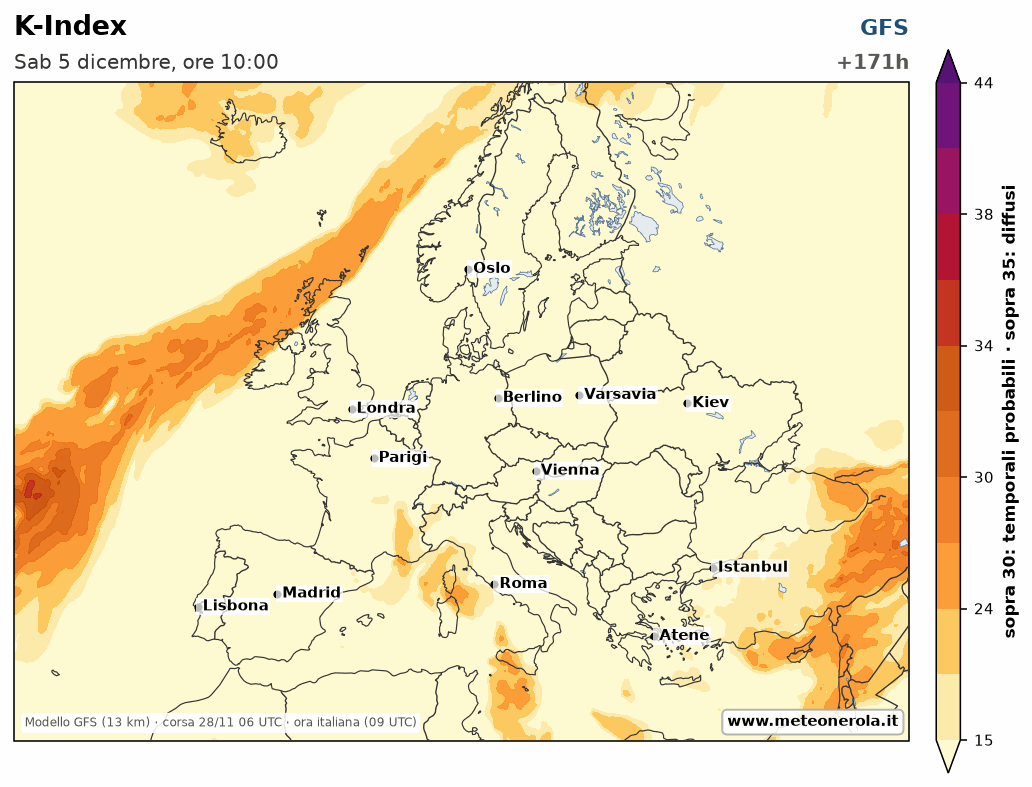 K-Index
GFS
Sab 5 dicembre, ore 10:00
+171h
44
38
34
30
24
15
sopra 30: temporali probabili · sopra 35: diffusi
Oslo
Berlino
Varsavia
Kiev
Londra
Parigi
Vienna
Istanbul
Roma
Madrid
Lisbona
Atene
Modello GFS (13 km) · corsa 28/11 06 UTC · ora italiana (09 UTC)
www.meteonerola.it